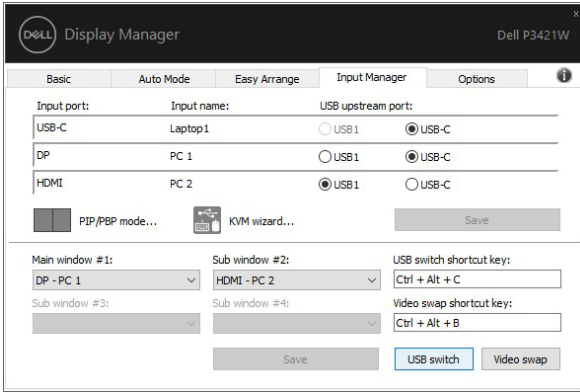 DELL Display Manager Dell P3421W
x
Basic Auto Mode Easy Arrange Input Manager Options i
Input port: Input name: USB upstream port:
USB-C Laptop1 USB1 USB-C
DP PC 1 USB1 USB-C
HDMI PC 2 USB1 USB-C
PIP/PBP mode... KVM wizard... Save
Main window #1: Sub window #2: USB switch shortcut key:
DP - PC 1 HDMI - PC 2 Ctrl + Alt + C
Sub window #3: Sub window #4: Video swap shortcut key:
Ctrl + Alt + B
Save USB switch Video swap